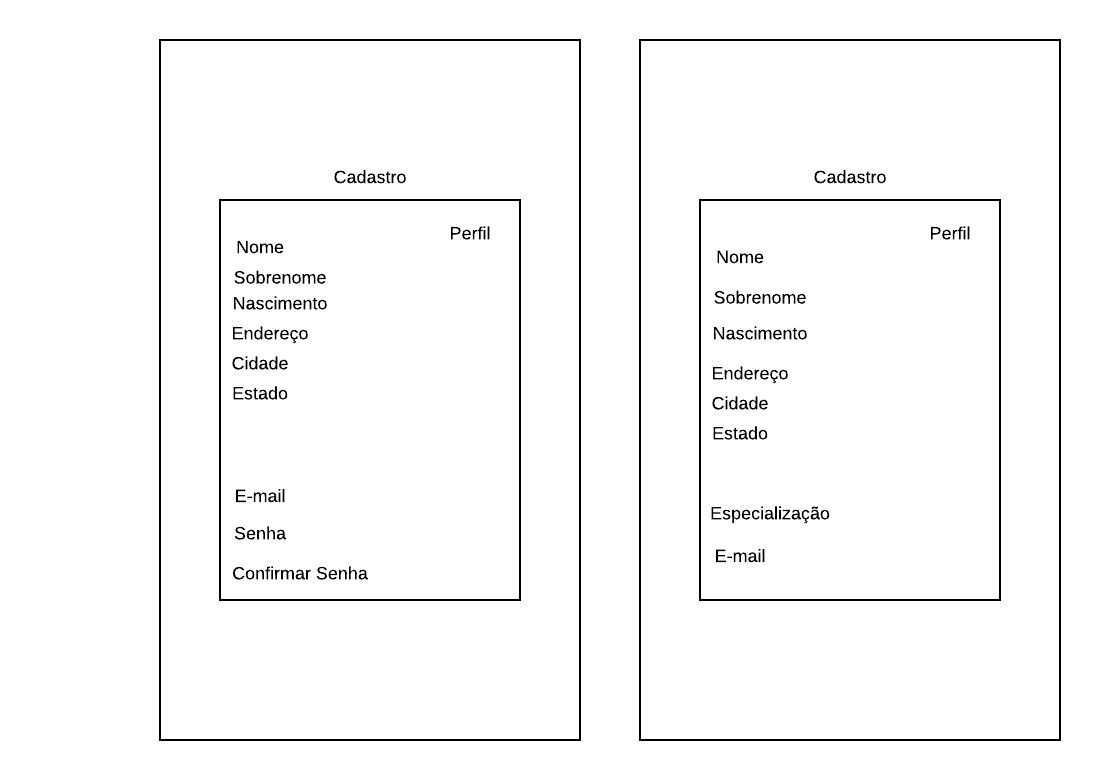 Cadastro
Perfil
Nome
Sobrenome
Nascimento
Endereço
Cidade
Estado
E-mail
Senha
Confirmar Senha
Cadastro
Perfil
Nome
Sobrenome
Nascimento
Endereço
Cidade
Estado
Especialização
E-mail